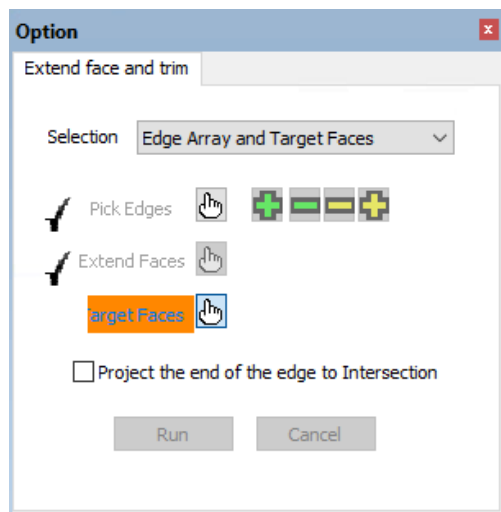 Option
Extend face and trim
Selection Edge Array and Target Faces
Pick Edges
Extend Faces
Target Faces
Project the end of the edge to Intersection
Run Cancel